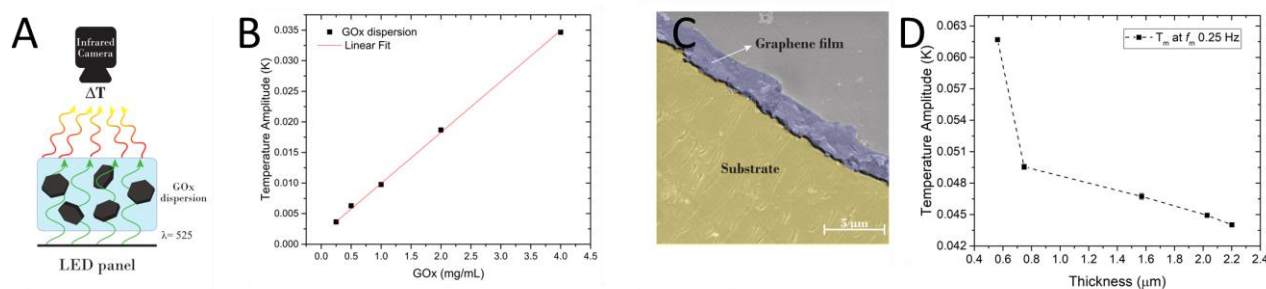 A
Infrared
Camera
ΔT
GOx
dispersion
λ= 525
LED panel
B
GOx dispersion
Linear Fit
Temperature Amplitude (K)
0.035
0.030
0.025
0.020
0.015
0.010
0.005
0.000
0.0 0.5 1.0 1.5 2.0 2.5 3.0 3.5 4.0 4.5
GOx (mg/mL)
C
Graphene film
Substrate
5 μm
D
Tm at fm 0.25 Hz
Temperature Amplitude (K)
0.063
0.060
0.057
0.054
0.051
0.048
0.045
0.042
0.4 0.6 0.8 1.0 1.2 1.4 1.6 1.8 2.0 2.2 2.4
Thickness (μm)